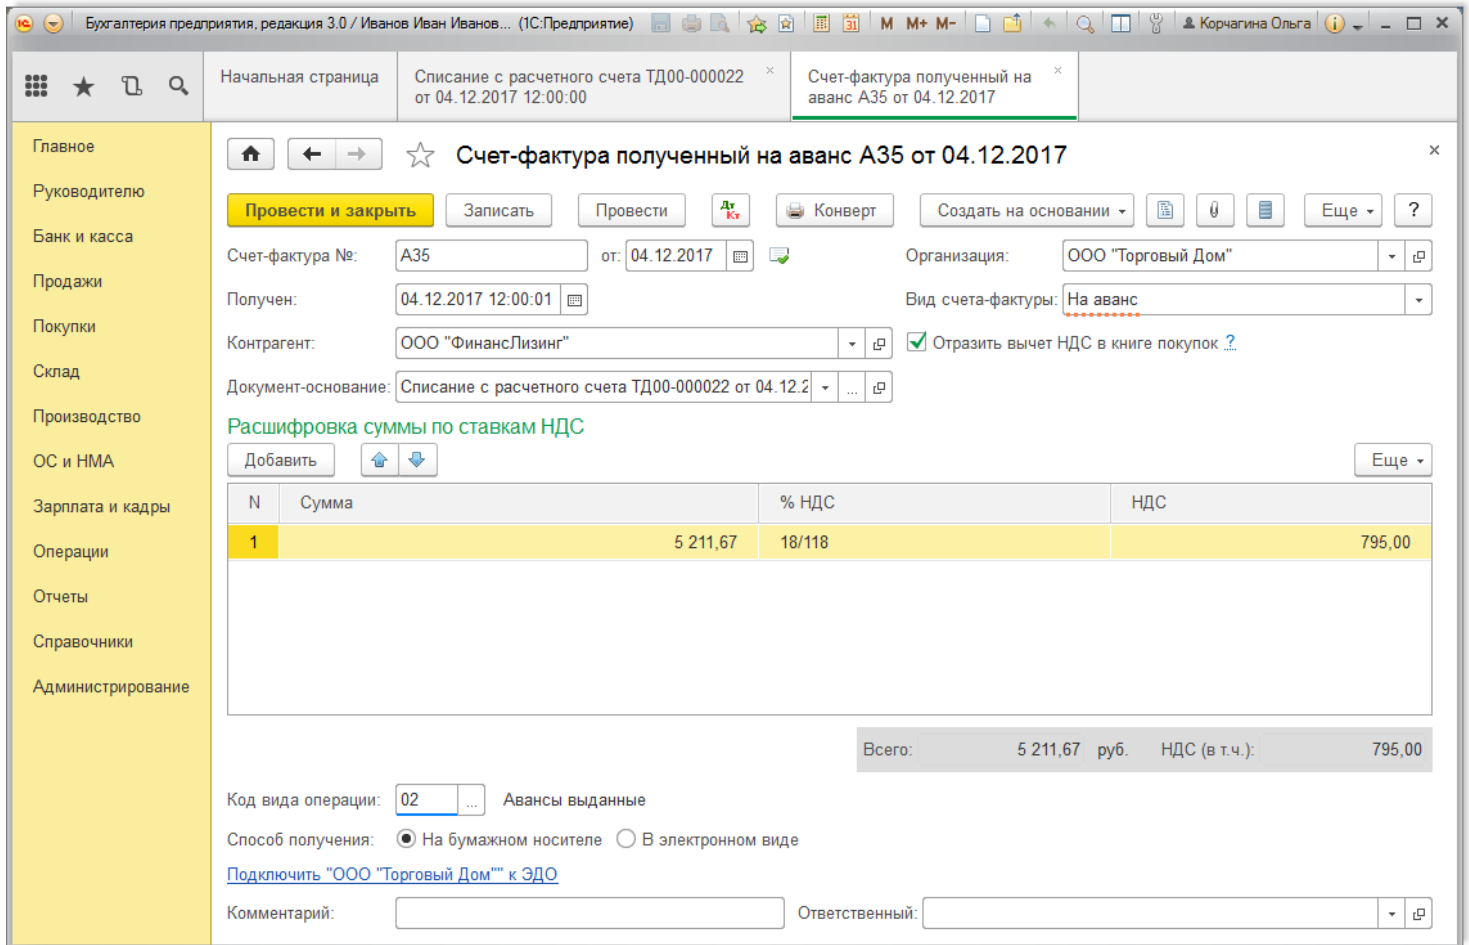 Бухгалтерия предприятия, редакция 3.0 / Иванов Иван Иванов... (1С:Предприятие) 31 M M+ M- Корчагина Ольга
Начальная страница
Списание с расчетного счета ТД00-000022 от 04.12.2017 12:00:00
Счет-фактура полученный на аванс А35 от 04.12.2017
Главное
Руководителю
Банк и касса
Продажи
Покупки
Склад
Производство
ОС и НМА
Зарплата и кадры
Операции
Отчеты
Справочники
Администрирование
Счет-фактура полученный на аванс А35 от 04.12.2017
Провести и закрыть Записать Провести Дт Кт Конверт Создать на основании Еще ?
Счет-фактура №: А35 от: 04.12.2017 Организация: ООО "Торговый Дом"
Получен: 04.12.2017 12:00:01 Вид счета-фактуры: На аванс
Контрагент: ООО "ФинансЛизинг" Отразить вычет НДС в книге покупок ?
Документ-основание: Списание с расчетного счета ТД00-000022 от 04.12.2 ...
Расшифровка суммы по ставкам НДС
Добавить Еще
N Сумма % НДС НДС
1 5 211,67 18/118 795,00
Всего: 5 211,67 руб. НДС (в т.ч.): 795,00
Код вида операции: 02 ... Авансы выданные
Способ получения: На бумажном носителе В электронном виде
Подключить "ООО "Торговый Дом"" к ЭДО
Комментарий: Ответственный: